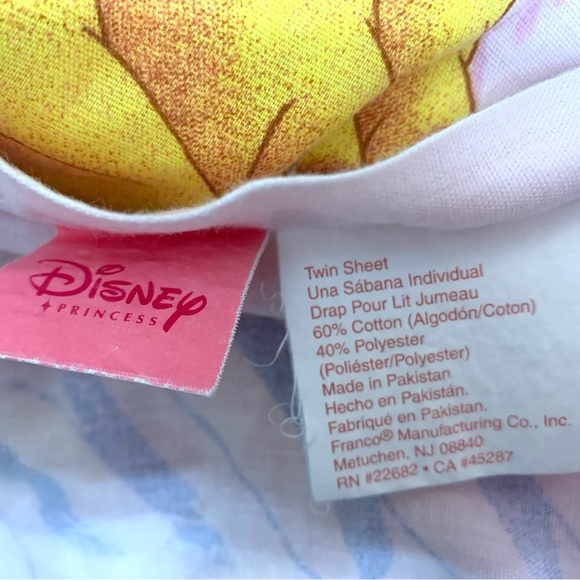 Disney
PRINCESS
Twin Sheet
Una Sábana Individual
Drap Pour Lit Jumeau
60% Cotton (Algodón/Coton)
40% Polyester
(Poliéster/Polyester)
Made in Pakistan
Hecho en Pakistán.
Fabriqué en Pakistan.
Franco® Manufacturing Co., Inc.
Metuchen, NJ 08840
RN #22682 • CA #45287